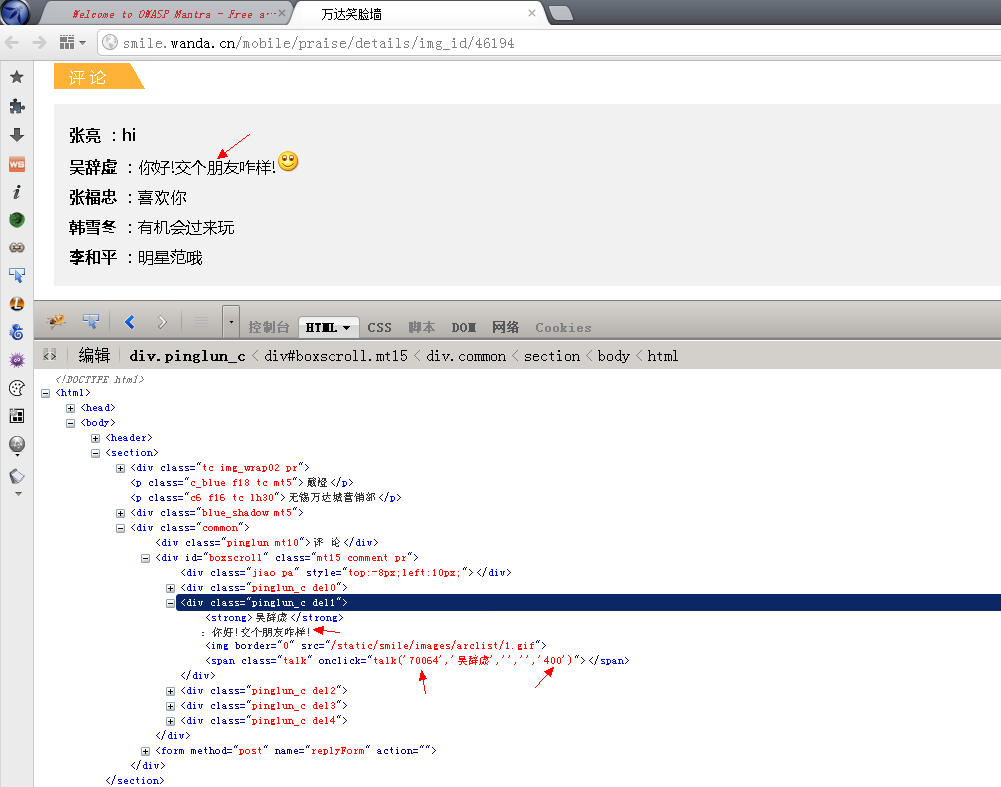 Welcome to OWASP Mantra - Free a···
万达笑脸墙
smile.wanda.cn/mobile/praise/details/img_id/46194
评 论
张亮 ：hi
吴辞虚 ：你好!交个朋友咋样!
张福忠 ：喜欢你
韩雪冬 ：有机会过来玩
李和平 ：明星范哦
控制台 HTML CSS 脚本 DOM 网络 Cookies
编辑 div.pinglun_c < div#boxscroll.mt15 < div.common < section < body < html
<!DOCTYPE html>
<html>
<head>
<body>
<header>
<section>
<div class="tc img_wrap02 pr">
<p class="c_blue f18 tc mt5">戴橙</p>
<p class="c6 f16 tc lh30">无锡万达城营销部</p>
<div class="blue_shadow mt5">
<div class="common">
<div class="pinglun mt10">评 论</div>
<div id="boxscroll" class="mt15 comment pr">
<div class="jiao pa" style="top:-8px;left:10px;"></div>
<div class="pinglun_c del0">
<div class="pinglun_c del1">
<strong>吴辞虚</strong>
：你好!交个朋友咋样!
<img border="0" src="/static/smile/images/arclist/1.gif">
<span class="talk" onclick="talk('70064','吴辞虚','','','400')"></span>
</div>
<div class="pinglun_c del2">
<div class="pinglun_c del3">
<div class="pinglun_c del4">
</div>
<form method="post" name="replyForm" action="">
</div>
</section>